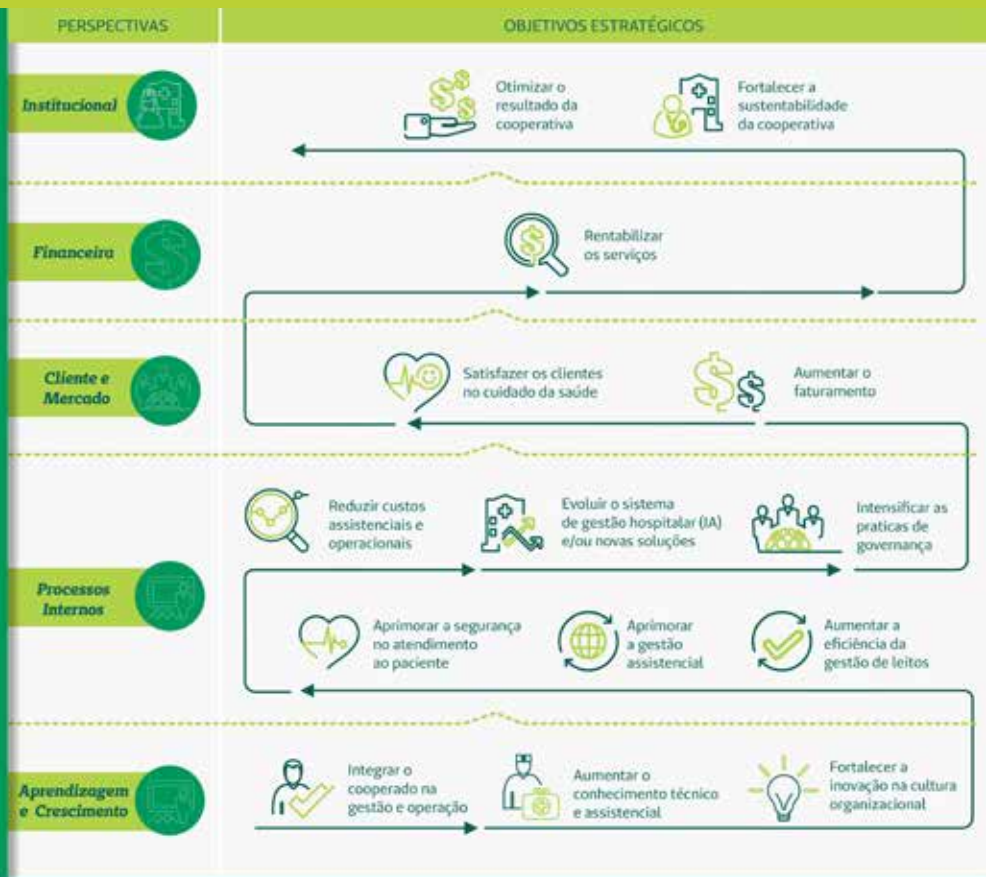 PERSPECTIVAS
OBJETIVOS ESTRATÉGICOS
Institucional
Otimizar o
resultado da
cooperativa
Fortalecer a
sustentabilidade
da cooperativa
Financeira
Rentabilizar
os serviços
Cliente e
Mercado
Satisfazer os clientes
no cuidado da saúde
Aumentar o
faturamento
Processos
Internos
Reduzir custos
assistenciais e
operacionais
Evoluir o sistema
de gestão hospitalar (IA)
e/ou novas soluções
Intensificar as
praticas de
governança
Aprimorar a segurança
no atendimento
ao paciente
Aprimorar
a gestão
assistencial
Aumentar a
eficiência da
gestão de leitos
Aprendizagem
e Crescimento
Integrar o
cooperado na
gestão e operação
Aumentar o
conhecimento técnico
e assistencial
Fortalecer a
inovação na cultura
organizacional